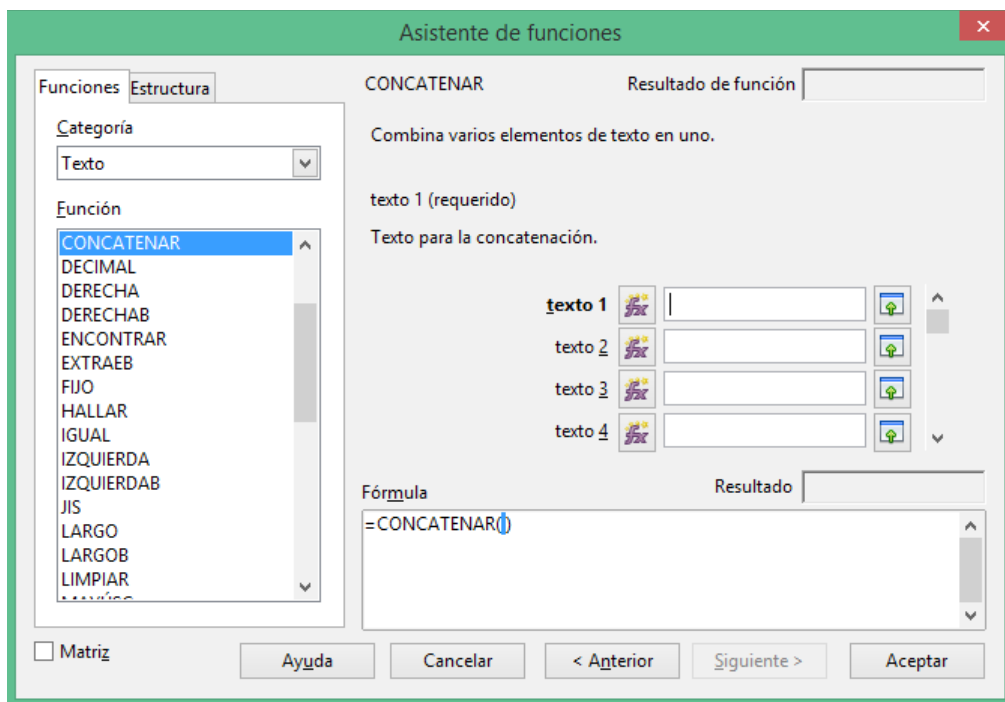 Asistente de funciones
Funciones Estructura
Categoría
Texto
Función
CONCATENAR
DECIMAL
DERECHA
DERECHAB
ENCONTRAR
EXTRAEB
FIJO
HALLAR
IGUAL
IZQUIERDA
IZQUIERDAB
JIS
LARGO
LARGOB
LIMPIAR
CONCATENAR Resultado de función
Combina varios elementos de texto en uno.
texto 1 (requerido)
Texto para la concatenación.
texto 1
texto 2
texto 3
texto 4
Fórmula Resultado
=CONCATENAR()
Matriz
Ayuda Cancelar < Anterior Siguiente > Aceptar